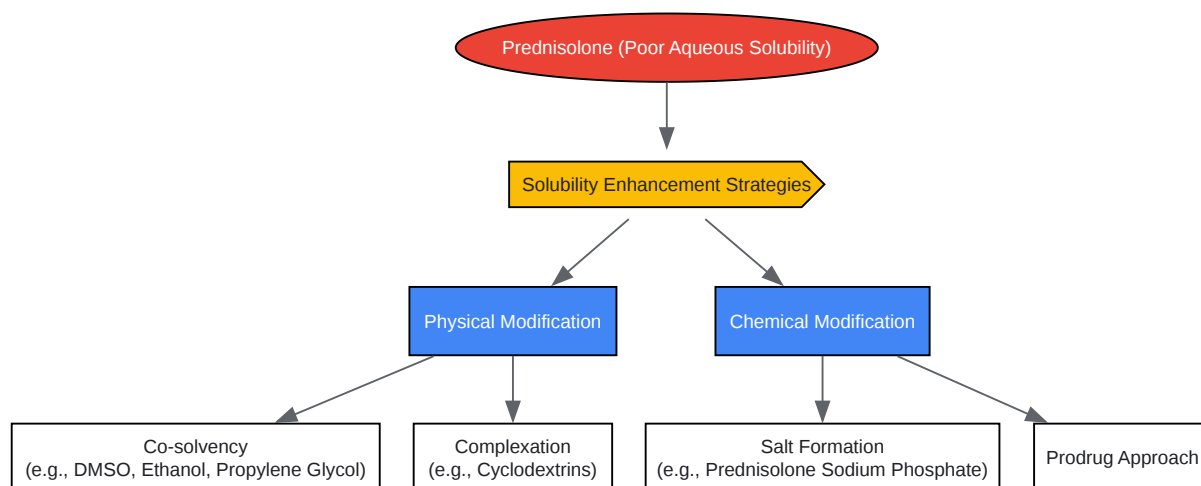 Prednisolone (Poor Aqueous Solubility)
Solubility Enhancement Strategies
Physical Modification
Chemical Modification
Co-solvency
(e.g., DMSO, Ethanol, Propylene Glycol)
Complexation
(e.g., Cyclodextrins)
Salt Formation
(e.g., Prednisolone Sodium Phosphate)
Prodrug Approach